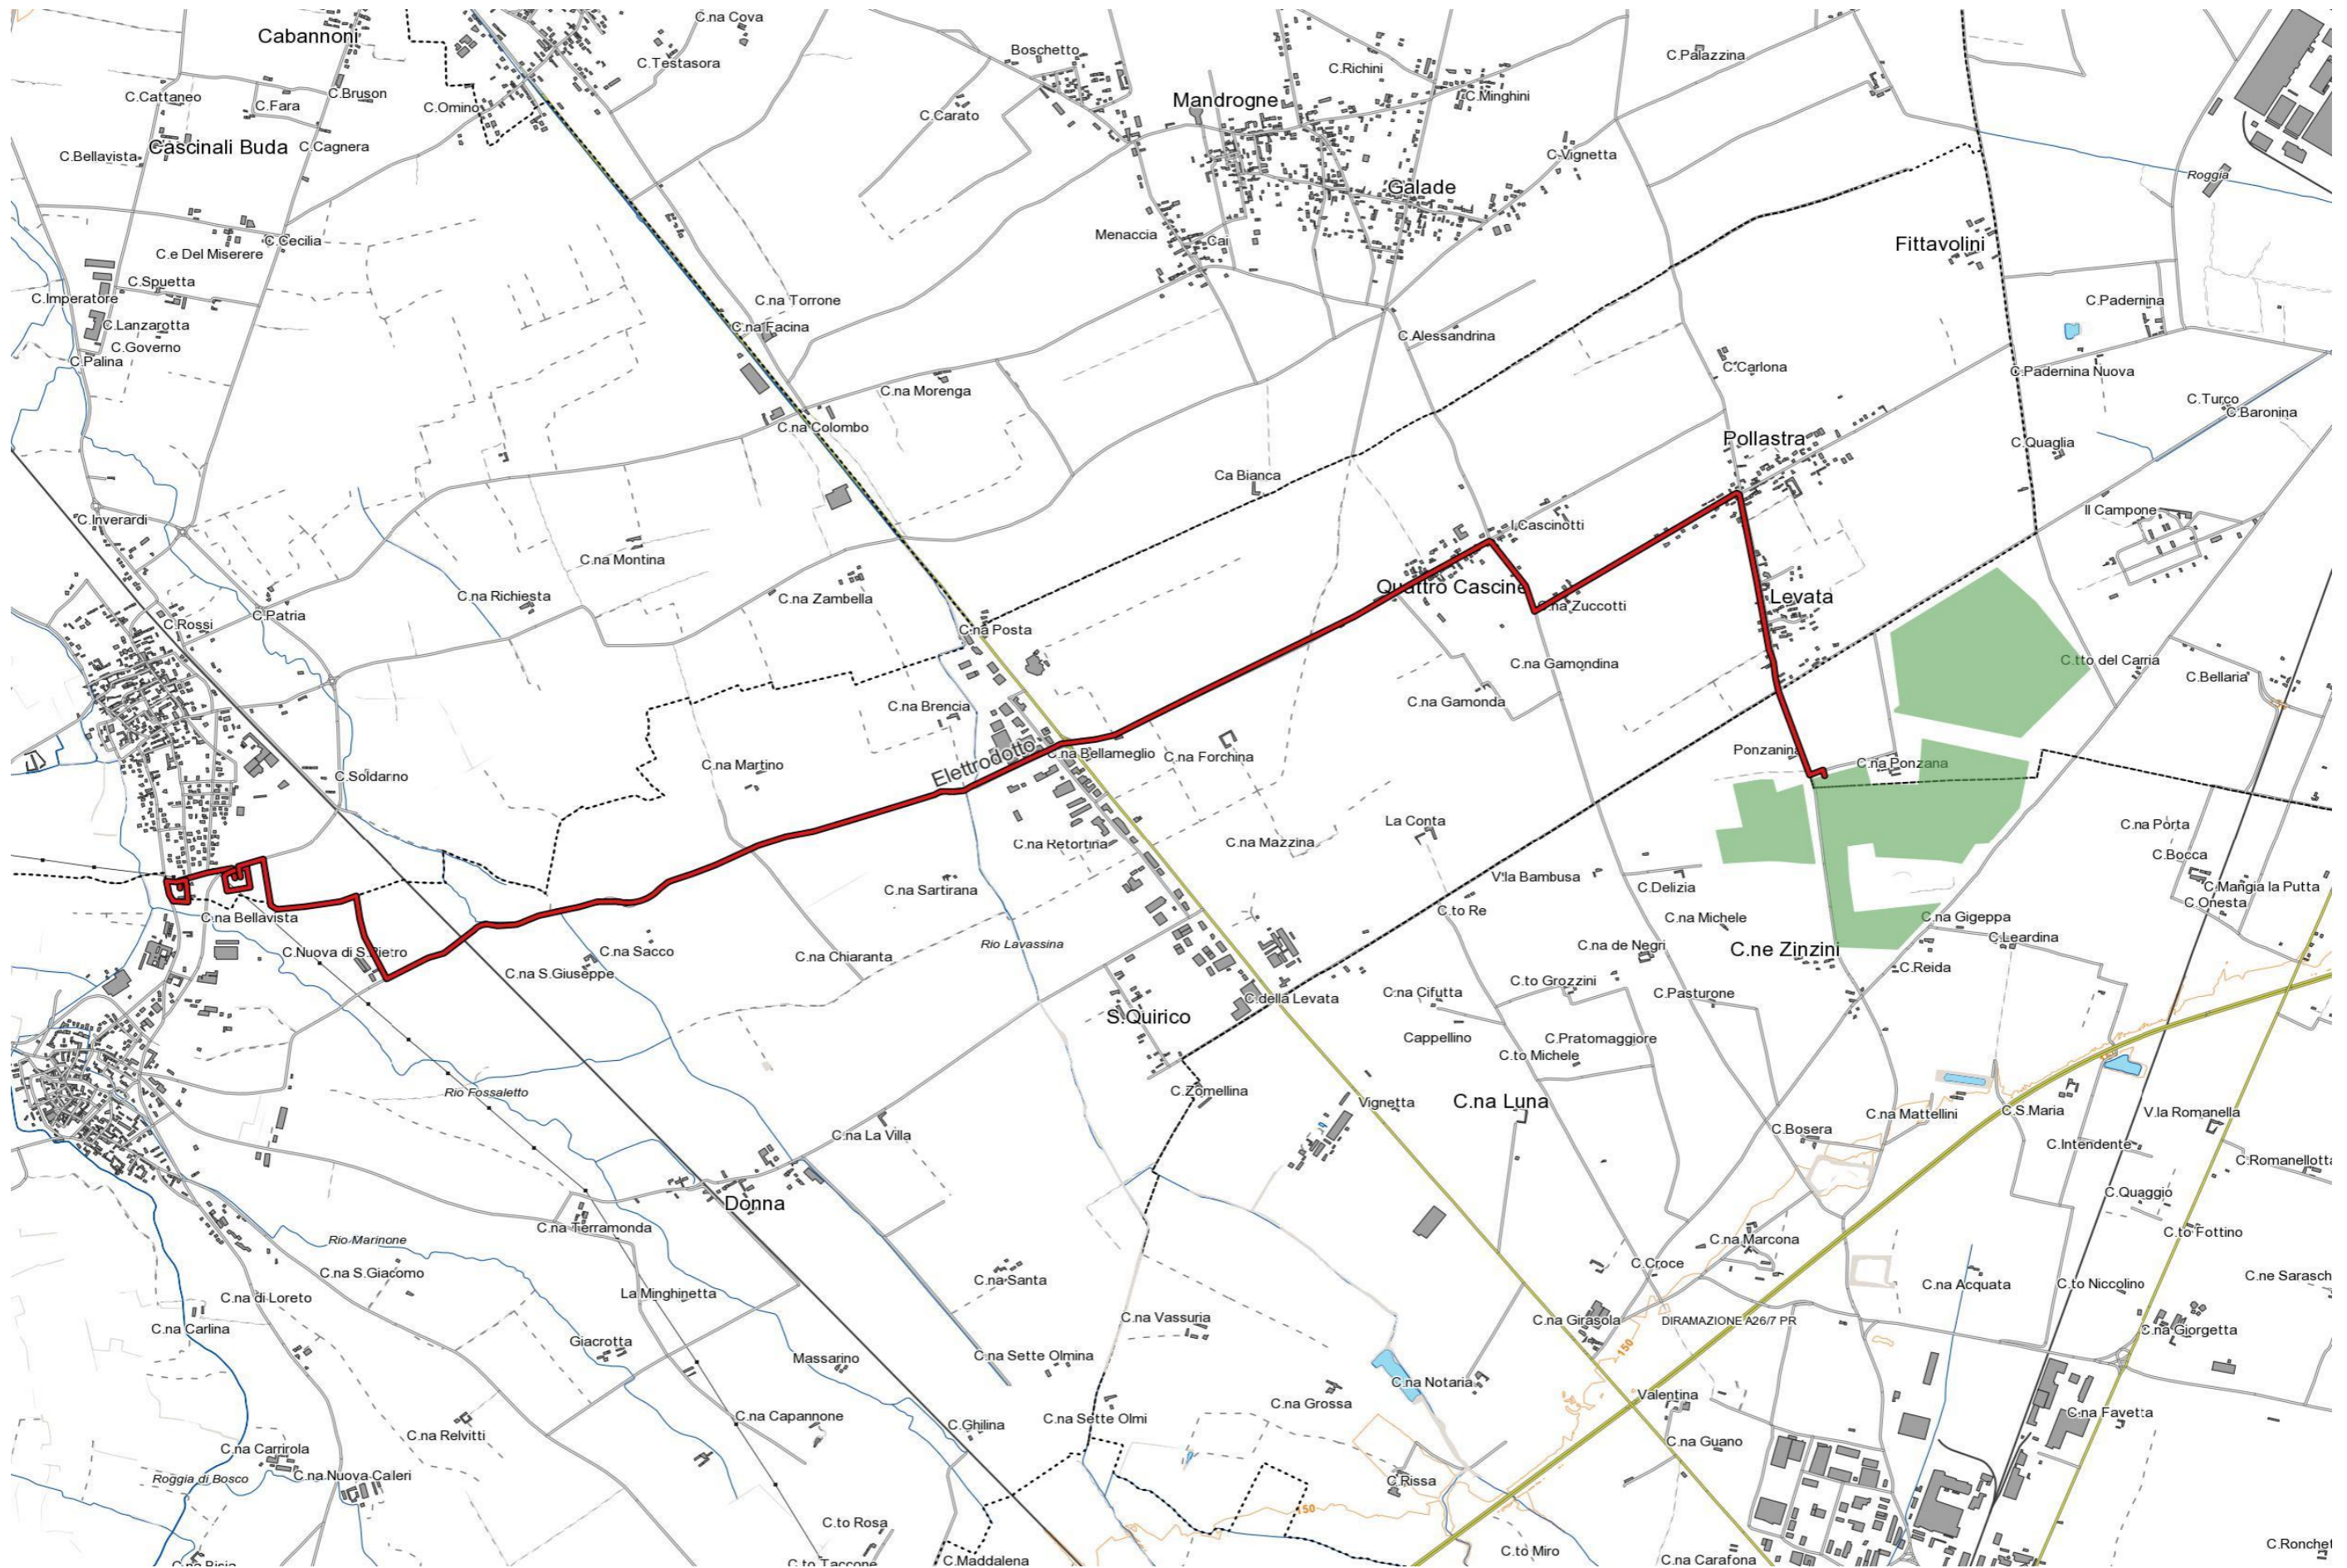 C.na Cova
Cabannoni
Boschetto
C.Palazzina
C.Testasora
C.Richini
C.Bruson
C.Cattaneo
C.Fara
C.Omino
Mandrogne
C.Minghini
C.Carato
Cascinali Buda
C.Cagnera
C.Bellavista
C.Vignetta
Roggia
Galade
Menaccia
Cai
Fittavolini
C.Cecilia
C.e Del Miserere
C.Spuetta
C.Imperatore
C.na Torrone
C.Padernina
C.Lanzarotta
C.na Facina
C.Alessandrina
C.Governo
C.Palina
C.Carlona
C.Padernina Nuova
C.na Morenga
C.Turco
C.Baronina
C.na Colombo
Pollastra
C.Quaglia
Ca Bianca
Il Campone
C.Inverardi
I Cascinotti
C.na Montina
Quattro Cascine
C.na Richiesta
C.na Zambella
C.na Zuccotti
Levata
C.Patria
C.Rossi
C.na Posta
C.na Gamondina
C.tto del Carria
C.Bellaria
C.na Gamonda
C.na Brencia
Elettrodotto
C.na Bellameglio
C.na Forchina
Ponzanina
C.na Ponzana
C.na Martino
C.Soldarno
La Conta
C.na Porta
C.na Retortina
C.na Mazzina
C.Bocca
V.la Bambusa
C.Delizia
C.na Sartirana
C.Mangia la Putta
C.Onesta
C.to Re
C.na Michele
C.na Gigeppa
C.na Bellavista
C.Leardina
Rio Lavassina
C.na de Negri
C.ne Zinzini
C.Nuova di S.Pietro
C.na Sacco
C.na Chiaranta
C.Reida
C.na S.Giuseppe
C.to Grozzini
C.na Cifutta
C.Pasturone
C.della Levata
S.Quirico
Cappellino
C.Pratomaggiore
C.to Michele
Rio Fossaletto
C.Zomellina
Vignetta
C.na Luna
C.na Mattellini
C.S.Maria
V.la Romanella
C.Bosera
C.na La Villa
C.Intendente
C.Romanellotta
Donna
C.Quaggio
C.na Terramonda
C.to Fottino
Rio Marinone
C.na Marcona
C.Croce
C.na S.Giacomo
C.na Santa
C.na Acquata
C.to Niccolino
C.ne Sarasch
La Minghinetta
C.na di Loreto
C.na Vassuria
C.na Girasola
DIRAMAZIONE A26/7 PR
C.na Carlina
C.na Giorgetta
Giacrotta
150
Massarino
C.na Sette Olmina
C.na Notaria
Valentina
C.na Grossa
C.na Capannone
C.na Sette Olmi
C.na Favetta
C.Ghilina
C.na Relvitti
C.na Guano
C.na Carrirola
Roggia di Bosco
C.na Nuova Calleri
C.Rissa
150
C.to Rosa
C.to Miro
C.Ronchet
C.Maddalena
C.na Carafona
C.to Taccone
C.na Bisia